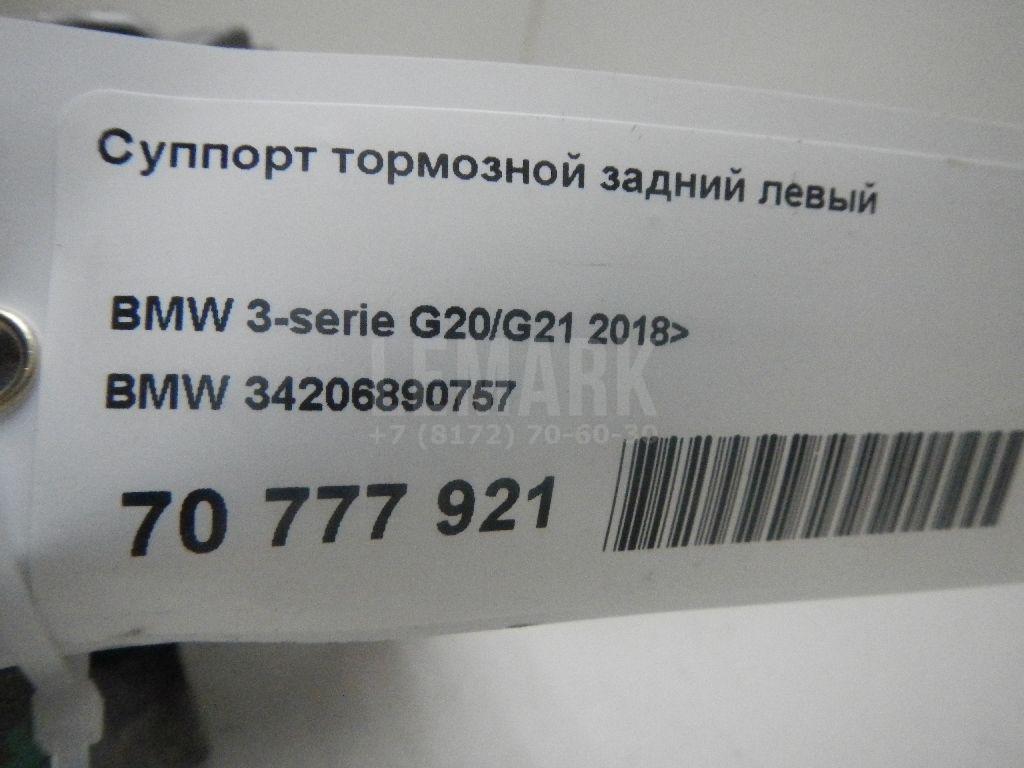 Суппорт тормозной задний левый
BMW 3-serie G20/G21 2018>
LEMARK
BMW 34206890757
+7 (8172) 70-60-30
70 777 921